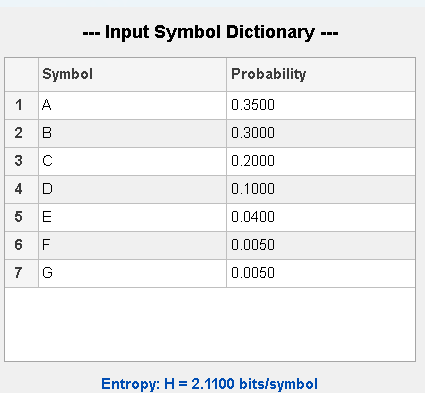 --- Input Symbol Dictionary ---
Symbol Probability
1 A 0.3500
2 B 0.3000
3 C 0.2000
4 D 0.1000
5 E 0.0400
6 F 0.0050
7 G 0.0050
Entropy: H = 2.1100 bits/symbol